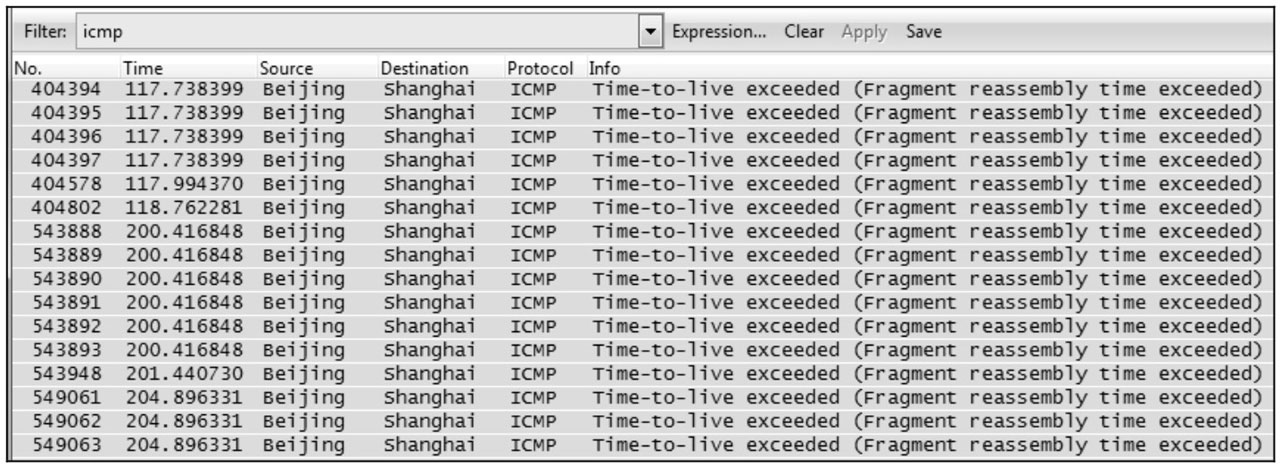 Filter: icmp Expression... Clear Apply Save
No. Time Source Destination Protocol Info
404394 117.738399 Beijing Shanghai ICMP Time-to-live exceeded (Fragment reassembly time exceeded)
404395 117.738399 Beijing Shanghai ICMP Time-to-live exceeded (Fragment reassembly time exceeded)
404396 117.738399 Beijing Shanghai ICMP Time-to-live exceeded (Fragment reassembly time exceeded)
404397 117.738399 Beijing Shanghai ICMP Time-to-live exceeded (Fragment reassembly time exceeded)
404578 117.994370 Beijing Shanghai ICMP Time-to-live exceeded (Fragment reassembly time exceeded)
404802 118.762281 Beijing Shanghai ICMP Time-to-live exceeded (Fragment reassembly time exceeded)
543888 200.416848 Beijing Shanghai ICMP Time-to-live exceeded (Fragment reassembly time exceeded)
543889 200.416848 Beijing Shanghai ICMP Time-to-live exceeded (Fragment reassembly time exceeded)
543890 200.416848 Beijing Shanghai ICMP Time-to-live exceeded (Fragment reassembly time exceeded)
543891 200.416848 Beijing Shanghai ICMP Time-to-live exceeded (Fragment reassembly time exceeded)
543892 200.416848 Beijing Shanghai ICMP Time-to-live exceeded (Fragment reassembly time exceeded)
543893 200.416848 Beijing Shanghai ICMP Time-to-live exceeded (Fragment reassembly time exceeded)
543948 201.440730 Beijing Shanghai ICMP Time-to-live exceeded (Fragment reassembly time exceeded)
549061 204.896331 Beijing Shanghai ICMP Time-to-live exceeded (Fragment reassembly time exceeded)
549062 204.896331 Beijing Shanghai ICMP Time-to-live exceeded (Fragment reassembly time exceeded)
549063 204.896331 Beijing Shanghai ICMP Time-to-live exceeded (Fragment reassembly time exceeded)